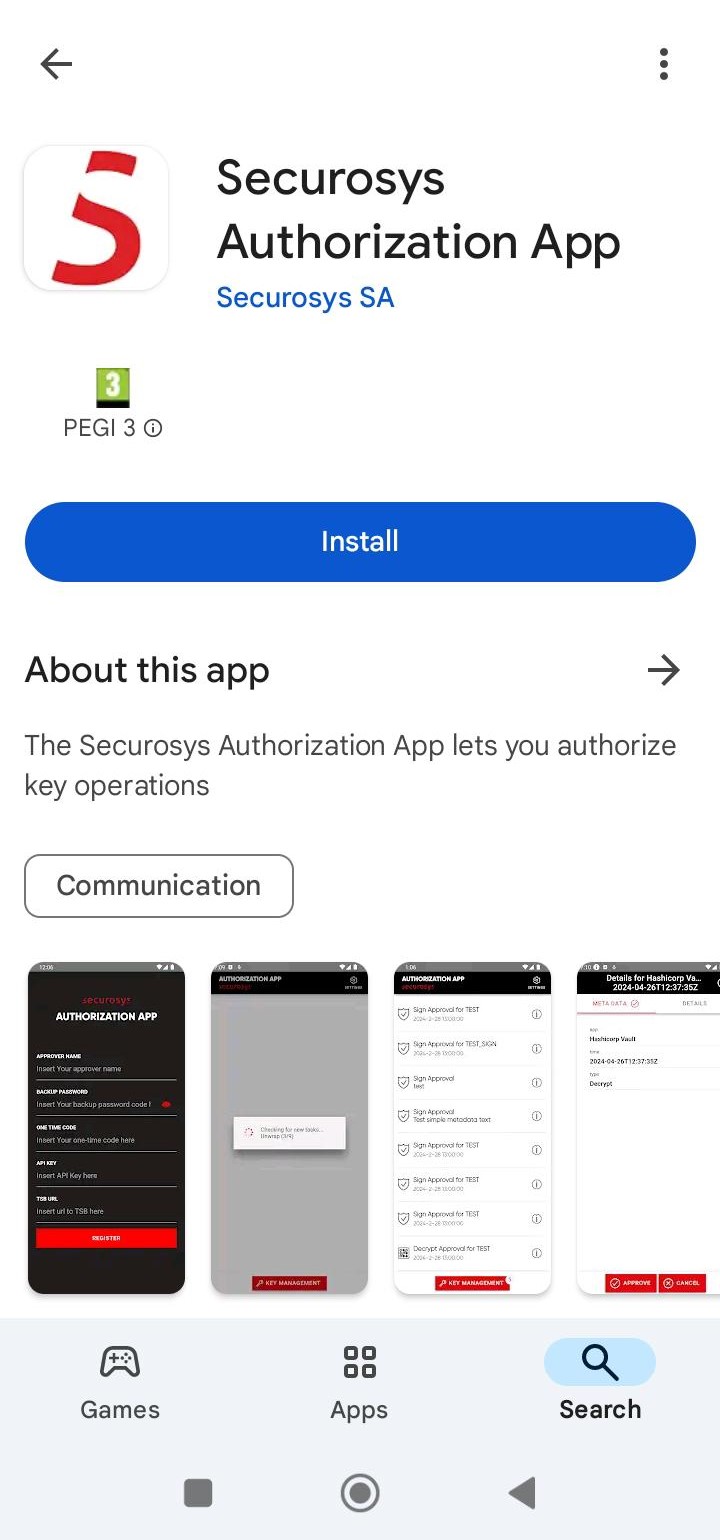 Securosys
Authorization App
Securosys SA
3
PEGI 3
Install
About this app
The Securosys Authorization App lets you authorize
key operations
Communication
12:06
securosys
AUTHORIZATION APP
APPROVER NAME
Insert Your approver name
BACKUP PASSWORD
Insert Your backup password code f
ONE TIME CODE
Insert Your one-time code here
API KEY
Insert API Key here
TSB URL
Insert url to TSB here
REGISTER
AUTHORIZATION APP
securosys
SETTINGS
Checking for new tasks...
Unwrap (3/9)
KEY MANAGEMENT
1:06
AUTHORIZATION APP
securosys
SETTINGS
Sign Approval for TEST
2024-2-28 13:00:00
Sign Approval for TEST_SIGN
2024-2-28 13:00:00
Sign Approval
test
Sign Approval
Test simple metadata text
Sign Approval for TEST
2024-2-28 13:00:00
Sign Approval for TEST
2024-2-28 13:00:00
Sign Approval for TEST
2024-2-28 13:00:00
Decrypt Approval for TEST
2024-2-28 13:00:00
KEY MANAGEMENT
Details for Hashicorp Va...
2024-04-26T12:37:35Z
META DATA
DETAILS
app
Hashicorp Vault
time
2024-04-26T12:37:35Z
type
Decrypt
APPROVE
CANCEL
Games
Apps
Search